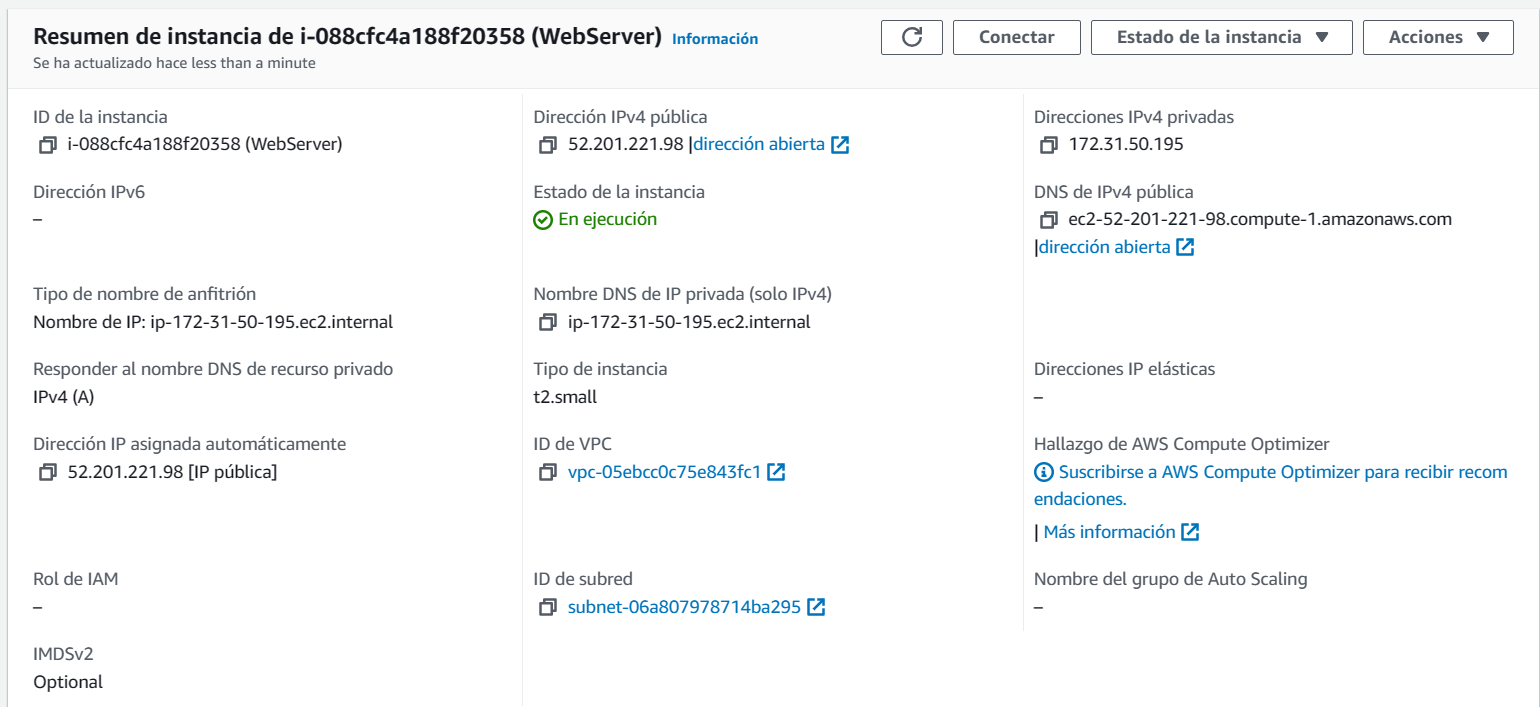 Resumen de instancia de i-088cfc4a188f20358 (WebServer) Información
Se ha actualizado hace less than a minute
Conectar
Estado de la instancia
Acciones
ID de la instancia
i-088cfc4a188f20358 (WebServer)
Dirección IPv4 pública
52.201.221.98 |dirección abierta
Direcciones IPv4 privadas
172.31.50.195
Dirección IPv6
–
Estado de la instancia
En ejecución
DNS de IPv4 pública
ec2-52-201-221-98.compute-1.amazonaws.com
|dirección abierta
Tipo de nombre de anfitrión
Nombre de IP: ip-172-31-50-195.ec2.internal
Nombre DNS de IP privada (solo IPv4)
ip-172-31-50-195.ec2.internal
Responder al nombre DNS de recurso privado
IPv4 (A)
Tipo de instancia
t2.small
Direcciones IP elásticas
–
Dirección IP asignada automáticamente
52.201.221.98 [IP pública]
ID de VPC
vpc-05ebcc0c75e843fc1
Hallazgo de AWS Compute Optimizer
Suscribirse a AWS Compute Optimizer para recibir recom
endaciones.
| Más información
Rol de IAM
–
ID de subred
subnet-06a807978714ba295
Nombre del grupo de Auto Scaling
–
IMDSv2
Optional